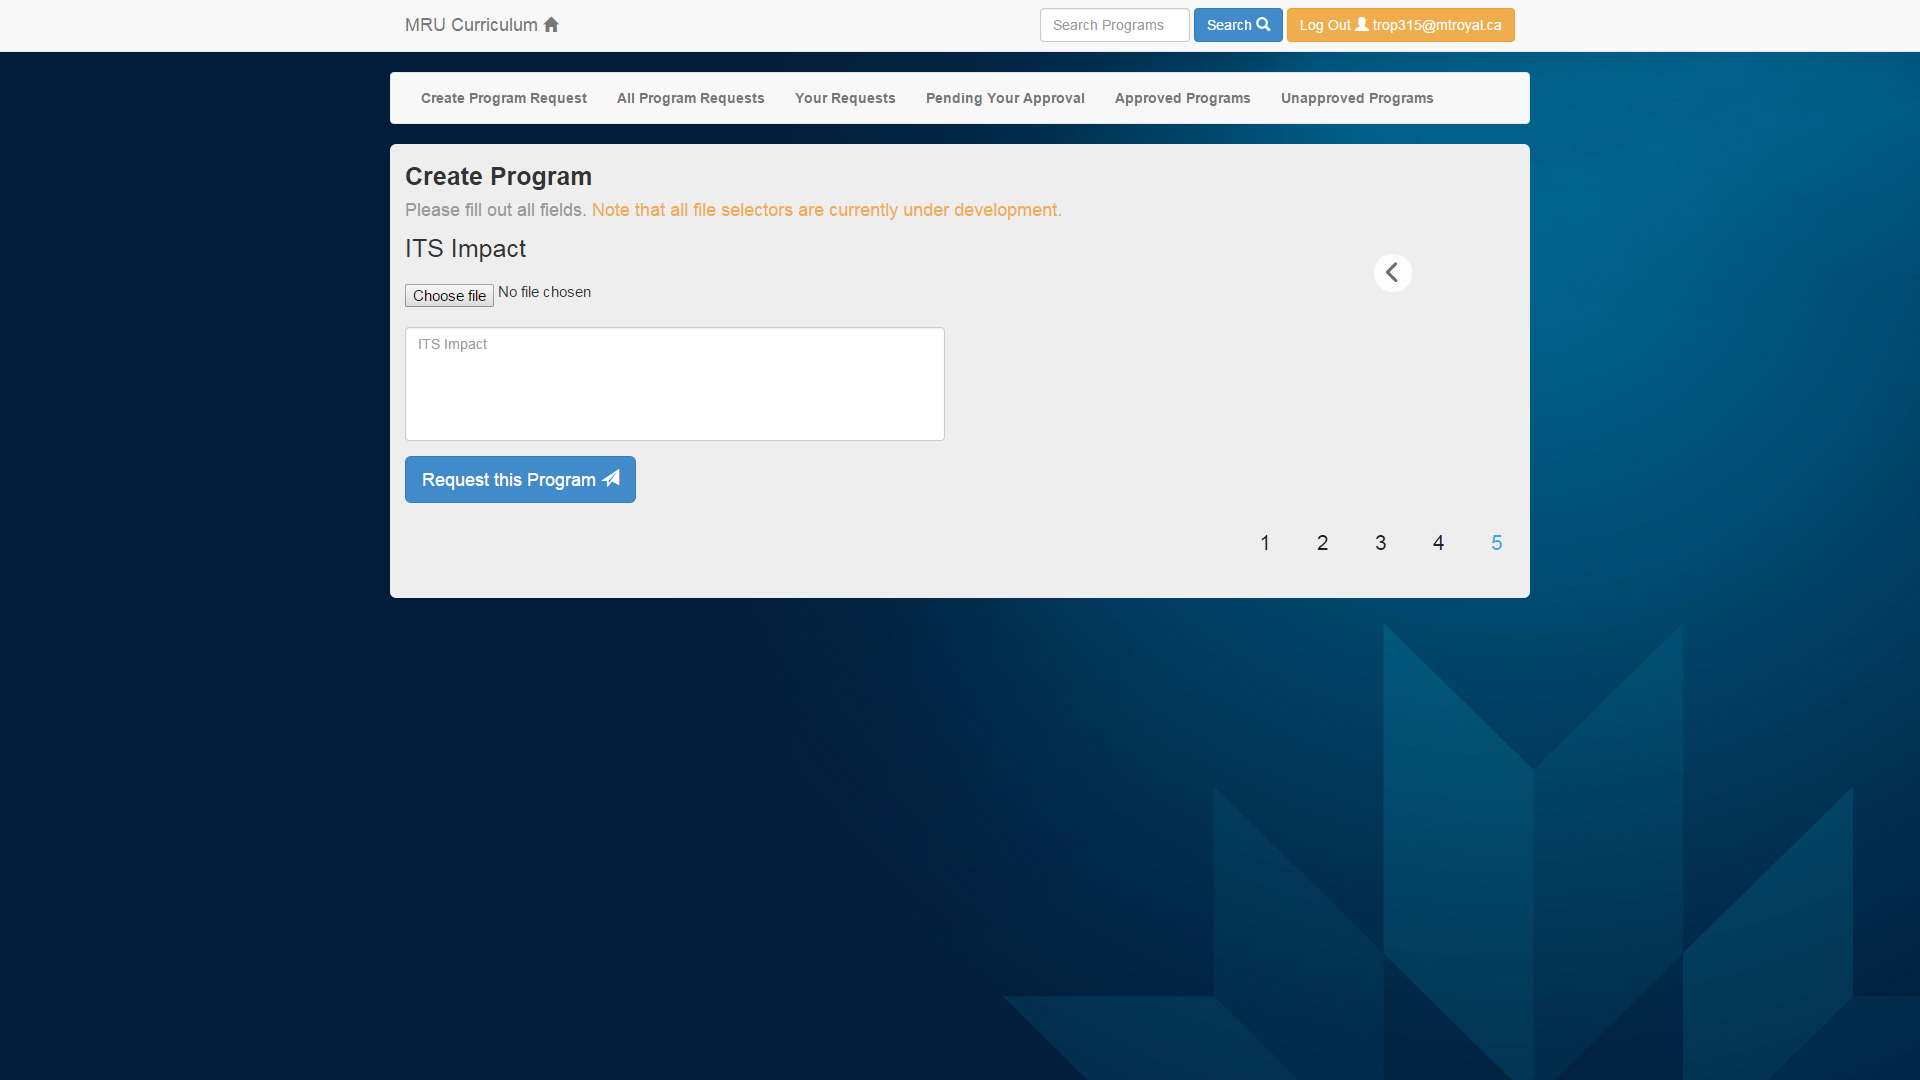 MRU Curriculum
Search Programs
Search
Log Out trop315@mtroyal.ca
Create Program Request
All Program Requests
Your Requests
Pending Your Approval
Approved Programs
Unapproved Programs
Create Program
Please fill out all fields. Note that all file selectors are currently under development.
ITS Impact
Choose file No file chosen
ITS Impact
Request this Program
1 2 3 4 5